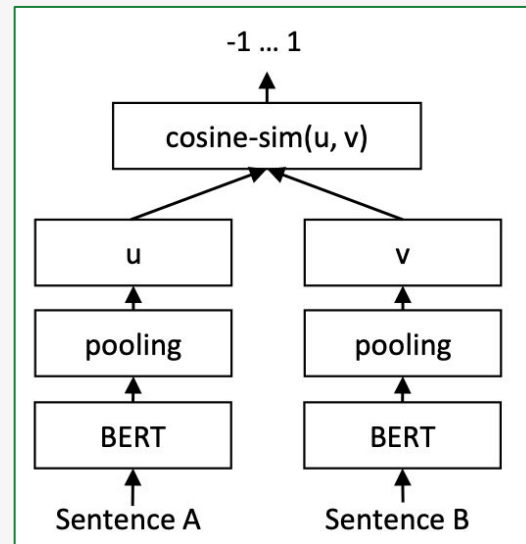 -1 ... 1
cosine-sim(u, v)
u
v
pooling
pooling
BERT
BERT
Sentence A
Sentence B